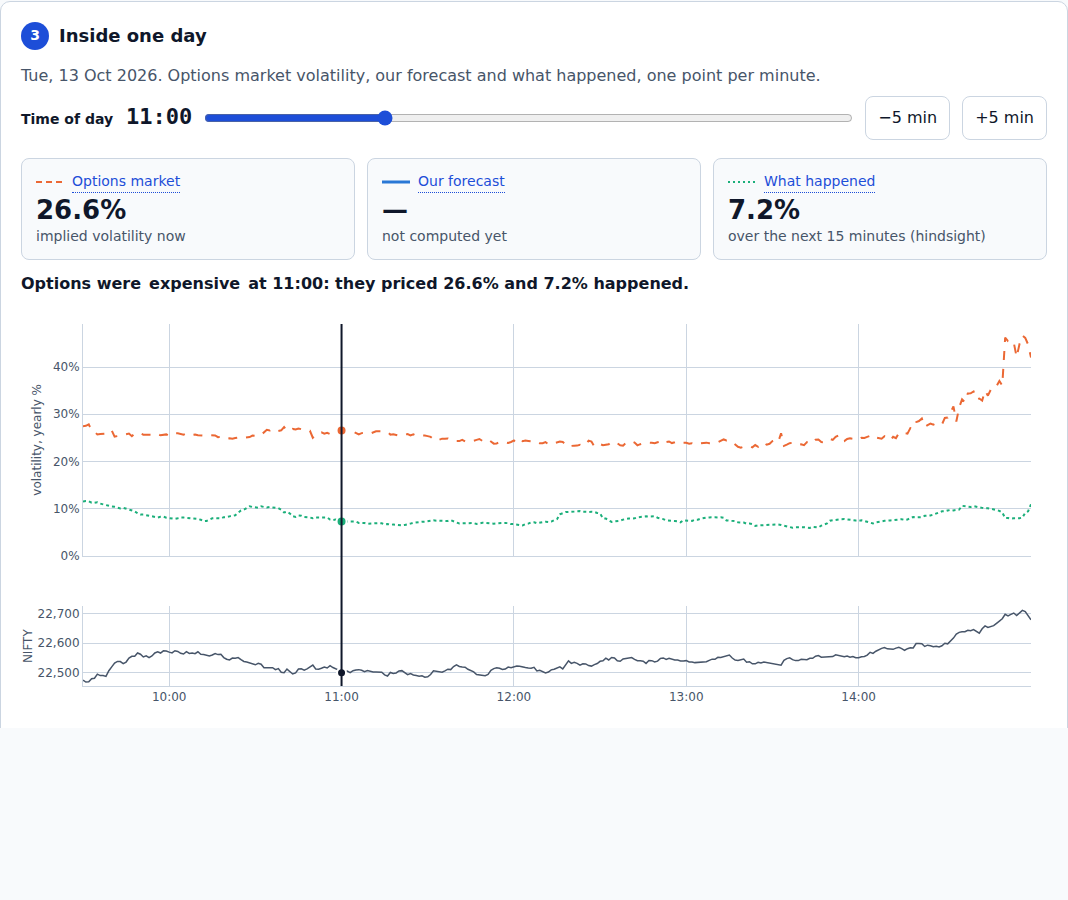 3 Inside one day
Tue, 13 Oct 2026. Options market volatility, our forecast and what happened, one point per minute.
Time of day 11:00 −5 min +5 min
Options market
26.6%
implied volatility now
Our forecast
—
not computed yet
What happened
7.2%
over the next 15 minutes (hindsight)
Options were expensive at 11:00: they priced 26.6% and 7.2% happened.
volatility, yearly %
40%
30%
20%
10%
0%
NIFTY
22,700
22,600
22,500
10:00 11:00 12:00 13:00 14:00